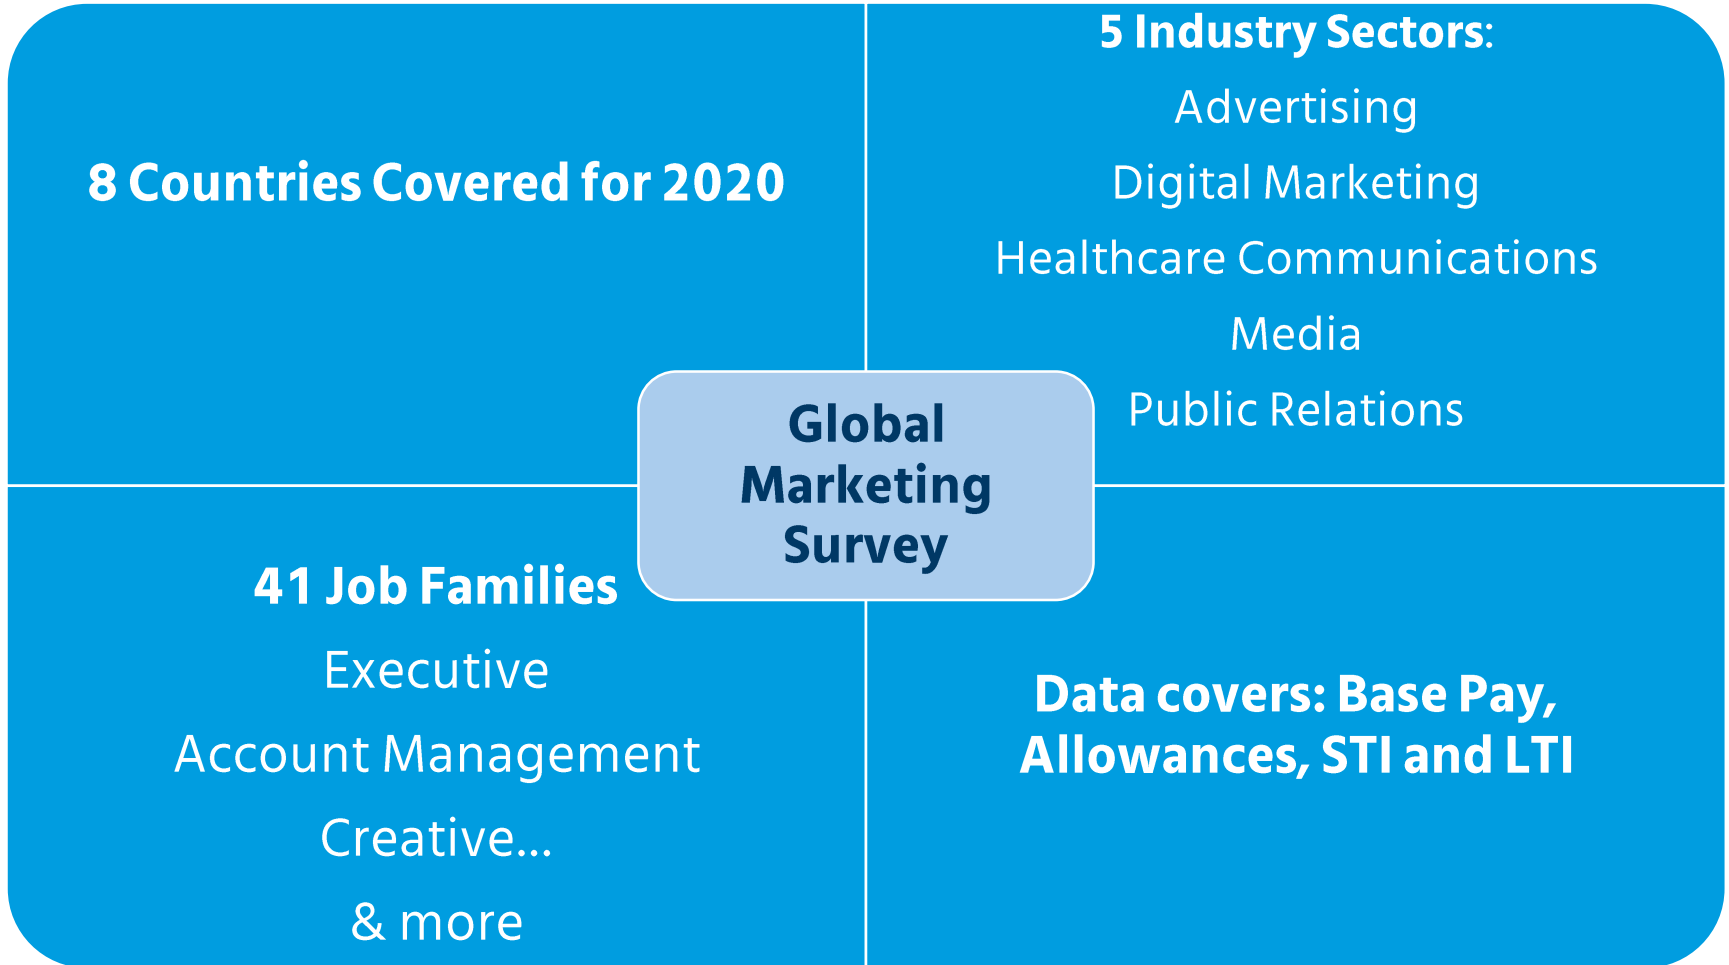 8 Countries Covered for 2020
5 Industry Sectors:
Advertising
Digital Marketing
Healthcare Communications
Media
Public Relations
Global
Marketing
Survey
41 Job Families
Executive
Account Management
Creative...
& more
Data covers: Base Pay,
Allowances, STI and LTI